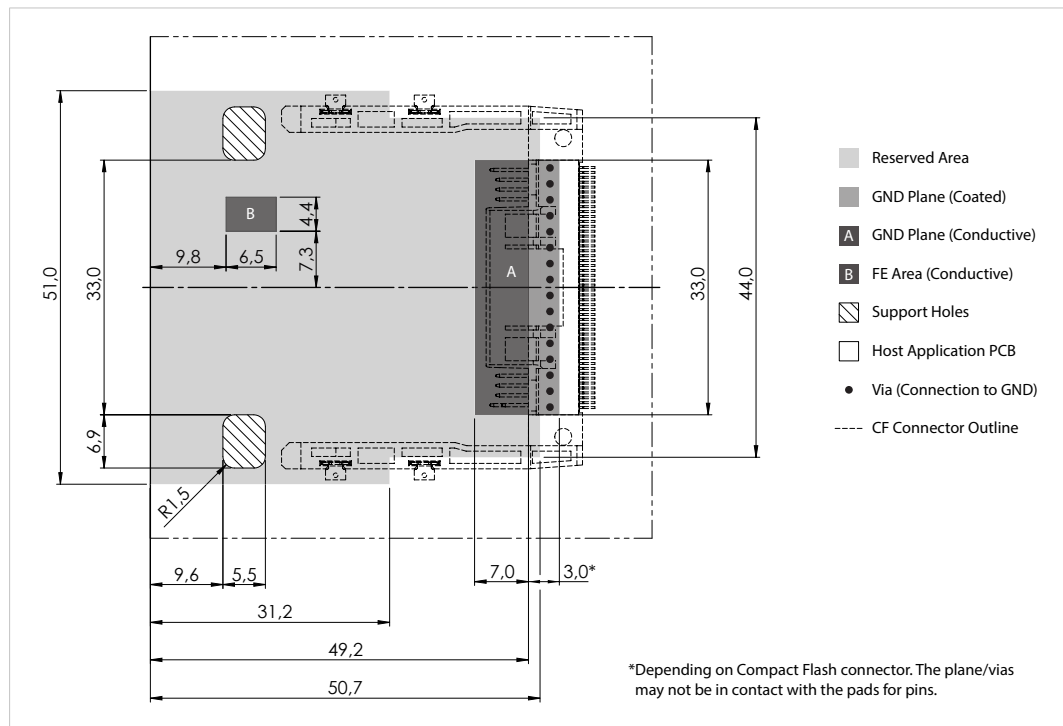 B
A
9,8
6,5
4,4
7,3
51,0
33,0
6,9
R1,5
9,6
5,5
31,2
49,2
50,7
7,0
3,0*
33,0
44,0
Reserved Area
GND Plane (Coated)
A GND Plane (Conductive)
B FE Area (Conductive)
Support Holes
Host Application PCB
Via (Connection to GND)
CF Connector Outline
*Depending on Compact Flash connector. The plane/vias
may not be in contact with the pads for pins.